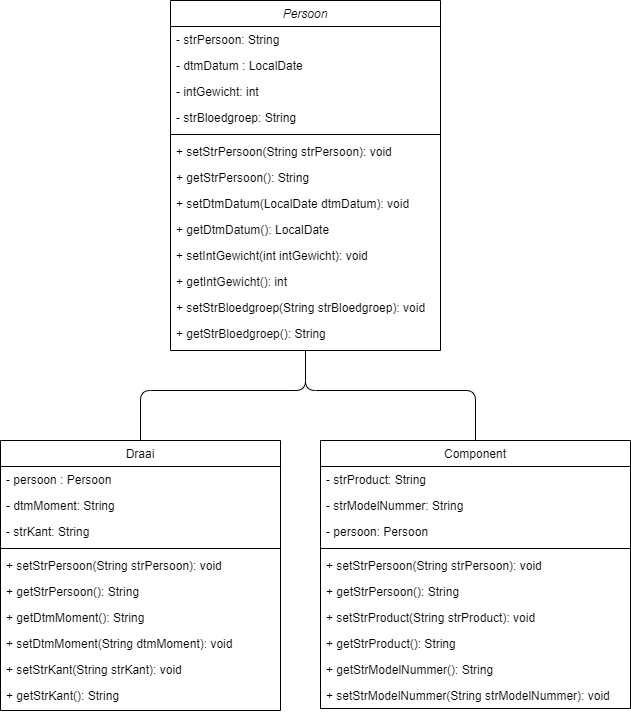 Persoon
- strPersoon: String
- dtmDatum : LocalDate
- intGewicht: int
- strBloedgroep: String
+ setStrPersoon(String strPersoon): void
+ getStrPersoon(): String
+ setDtmDatum(LocalDate dtmDatum): void
+ getDtmDatum(): LocalDate
+ setIntGewicht(int intGewicht): void
+ getIntGewicht(): int
+ setStrBloedgroep(String strBloedgroep): void
+ getStrBloedgroep(): String
Draai
- persoon : Persoon
- dtmMoment: String
- strKant: String
+ setStrPersoon(String strPersoon): void
+ getStrPersoon(): String
+ getDtmMoment(): String
+ setDtmMoment(String dtmMoment): void
+ setStrKant(String strKant): void
+ getStrKant(): String
Component
- strProduct: String
- strModelNummer: String
- persoon: Persoon
+ setStrPersoon(String strPersoon): void
+ getStrPersoon(): String
+ setStrProduct(String strProduct): void
+ getStrProduct(): String
+ getStrModelNummer(): String
+ setStrModelNummer(String strModelNummer): void